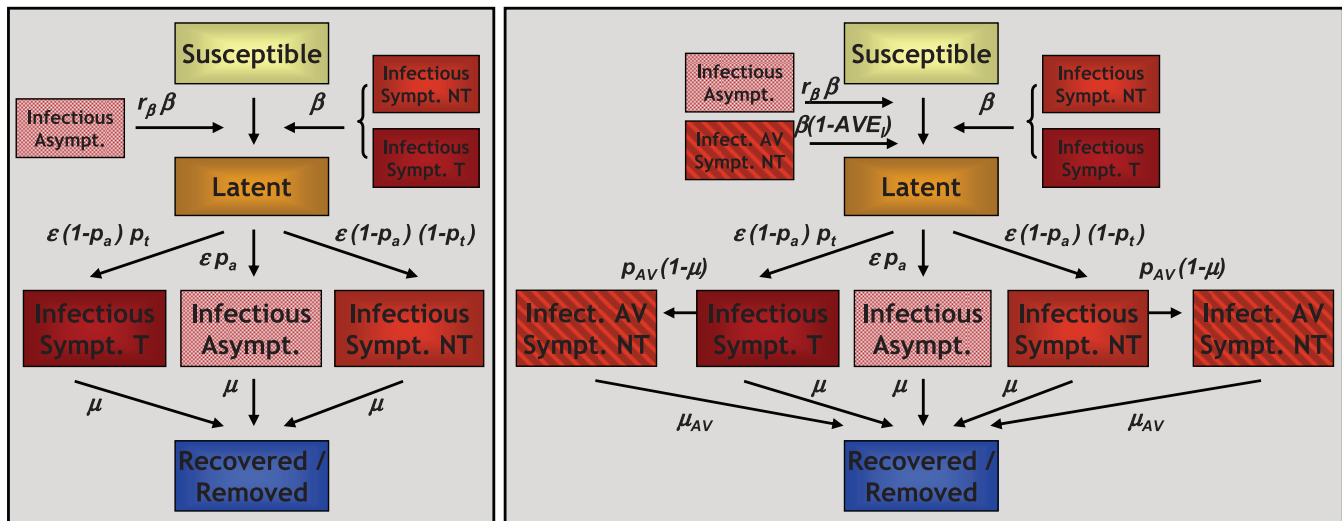 Susceptible
Infectious
Sympt. NT
Infectious
Asympt.
r_β β
β
Infectious
Sympt. T
Latent
ε (1-p_a) p_t
ε p_a
ε (1-p_a) (1-p_t)
Infectious
Sympt. T
Infectious
Asympt.
Infectious
Sympt. NT
μ
μ
μ
Recovered /
Removed
Susceptible
Infectious
Asympt.
r_β β
β
Infectious
Sympt. NT
Infect. AV
Sympt. NT
β(1-AVE_I)
Infectious
Sympt. T
Latent
ε (1-p_a) p_t
ε p_a
ε (1-p_a) (1-p_t)
p_AV (1-μ)
p_AV (1-μ)
Infect. AV
Sympt. NT
Infectious
Sympt. T
Infectious
Asympt.
Infectious
Sympt. NT
Infect. AV
Sympt. NT
μ
μ
μ
μ_AV
μ_AV
Recovered /
Removed